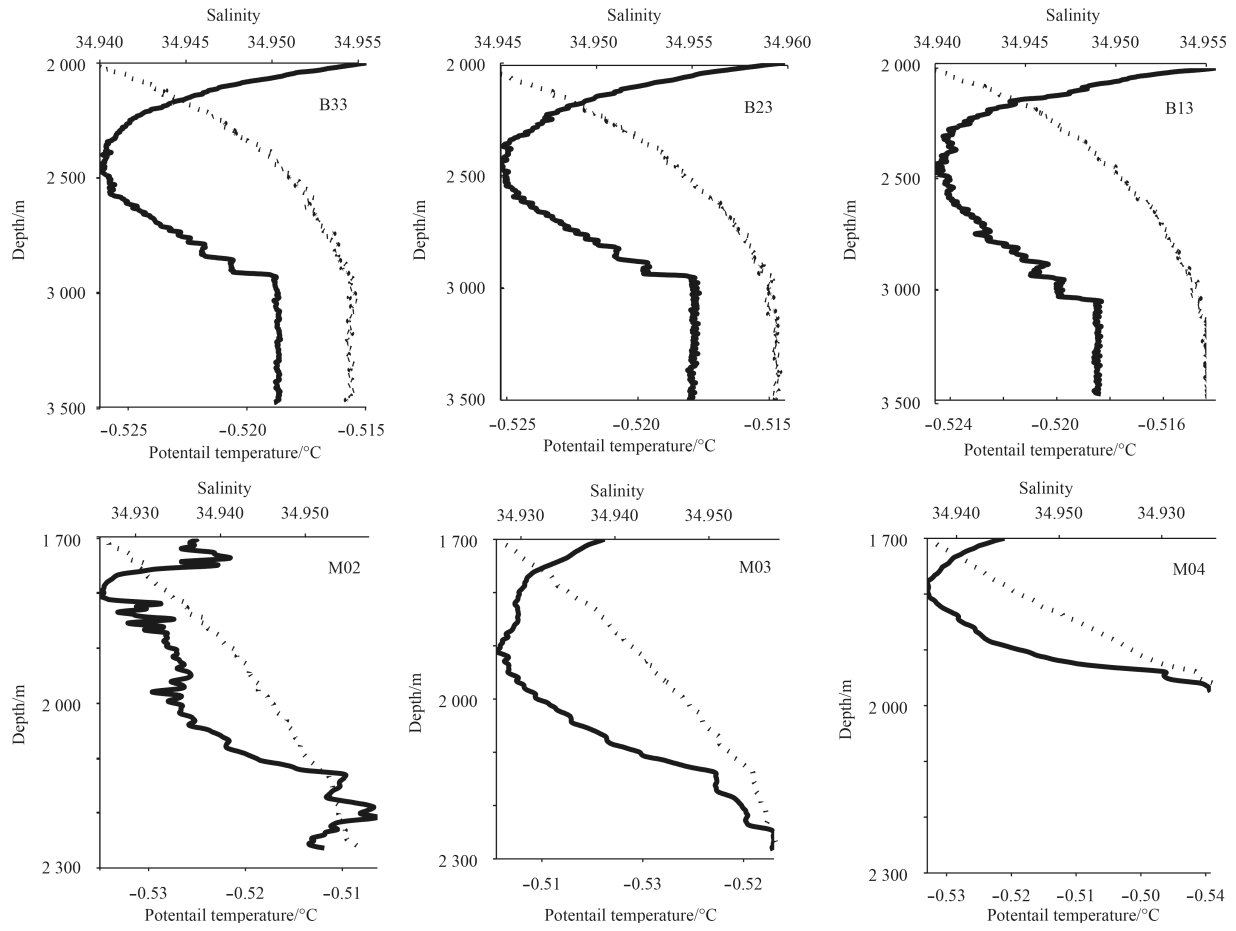 Salinity
34.940 34.945 34.950 34.955
2 000
2 500
3 000
3 500
Depth/m
B33
−0.525 −0.520 −0.515
Potentail temperature/°C
Salinity
34.945 34.950 34.955 34.960
2 000
2 500
3 000
3 500
Depth/m
B23
−0.525 −0.520 −0.515
Potentail temperature/°C
Salinity
34.940 34.945 34.950 34.955
2 000
2 500
3 000
3 500
Depth/m
B13
−0.524 −0.520 −0.516
Potentail temperature/°C
Salinity
34.930 34.940 34.950
1 700
2 000
2 300
Depth/m
M02
−0.53 −0.52 −0.51
Potentail temperature/°C
Salinity
34.930 34.940 34.950
1 700
2 000
2 300
Depth/m
M03
−0.51 −0.53 −0.52
Potentail temperature/°C
Salinity
34.940 34.950 34.930
1 700
2 000
2 300
Depth/m
M04
−0.53 −0.52 −0.51 −0.50 −0.54
Potentail temperature/°C